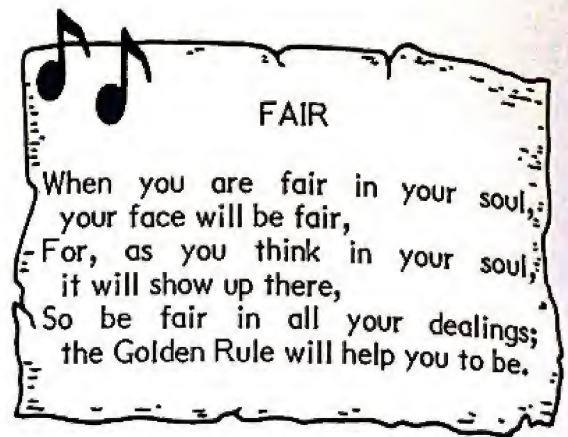 FAIR
When you are fair in your soul,
your face will be fair,
For, as you think in your soul,
it will show up there,
So be fair in all your dealings;
the Golden Rule will help you to be.